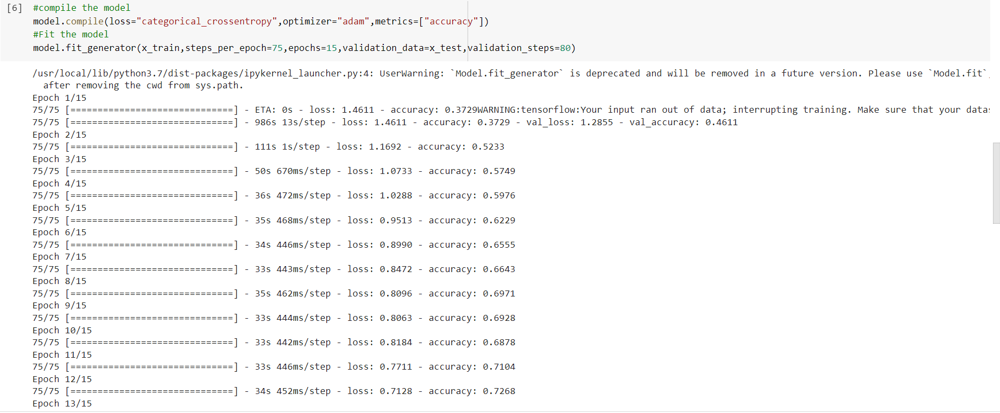 [6] #compile the model
model.compile(loss="categorical_crossentropy",optimizer="adam",metrics=["accuracy"])
#Fit the model
model.fit_generator(x_train,steps_per_epoch=75,epochs=15,validation_data=x_test,validation_steps=80)
/usr/local/lib/python3.7/dist-packages/ipykernel_launcher.py:4: UserWarning: `Model.fit_generator` is deprecated and will be removed in a future version. Please use `Model.fit`,
after removing the cwd from sys.path.
Epoch 1/15
75/75 [==============================] - ETA: 0s - loss: 1.4611 - accuracy: 0.3729WARNING:tensorflow:Your input ran out of data; interrupting training. Make sure that your
75/75 [==============================] - 986s 13s/step - loss: 1.4611 - accuracy: 0.3729 - val_loss: 1.2855 - val_accuracy: 0.4611
Epoch 2/15
75/75 [==============================] - 111s 1s/step - loss: 1.1692 - accuracy: 0.5233
Epoch 3/15
75/75 [==============================] - 50s 670ms/step - loss: 1.0733 - accuracy: 0.5749
Epoch 4/15
75/75 [==============================] - 36s 472ms/step - loss: 1.0288 - accuracy: 0.5976
Epoch 5/15
75/75 [==============================] - 35s 468ms/step - loss: 0.9513 - accuracy: 0.6229
Epoch 6/15
75/75 [==============================] - 34s 446ms/step - loss: 0.8990 - accuracy: 0.6555
Epoch 7/15
75/75 [==============================] - 33s 443ms/step - loss: 0.8472 - accuracy: 0.6643
Epoch 8/15
75/75 [==============================] - 35s 462ms/step - loss: 0.8096 - accuracy: 0.6971
Epoch 9/15
75/75 [==============================] - 33s 444ms/step - loss: 0.8063 - accuracy: 0.6928
Epoch 10/15
75/75 [==============================] - 33s 442ms/step - loss: 0.8184 - accuracy: 0.6878
Epoch 11/15
75/75 [==============================] - 33s 446ms/step - loss: 0.7711 - accuracy: 0.7104
Epoch 12/15
75/75 [==============================] - 34s 452ms/step - loss: 0.7128 - accuracy: 0.7268
Epoch 13/15